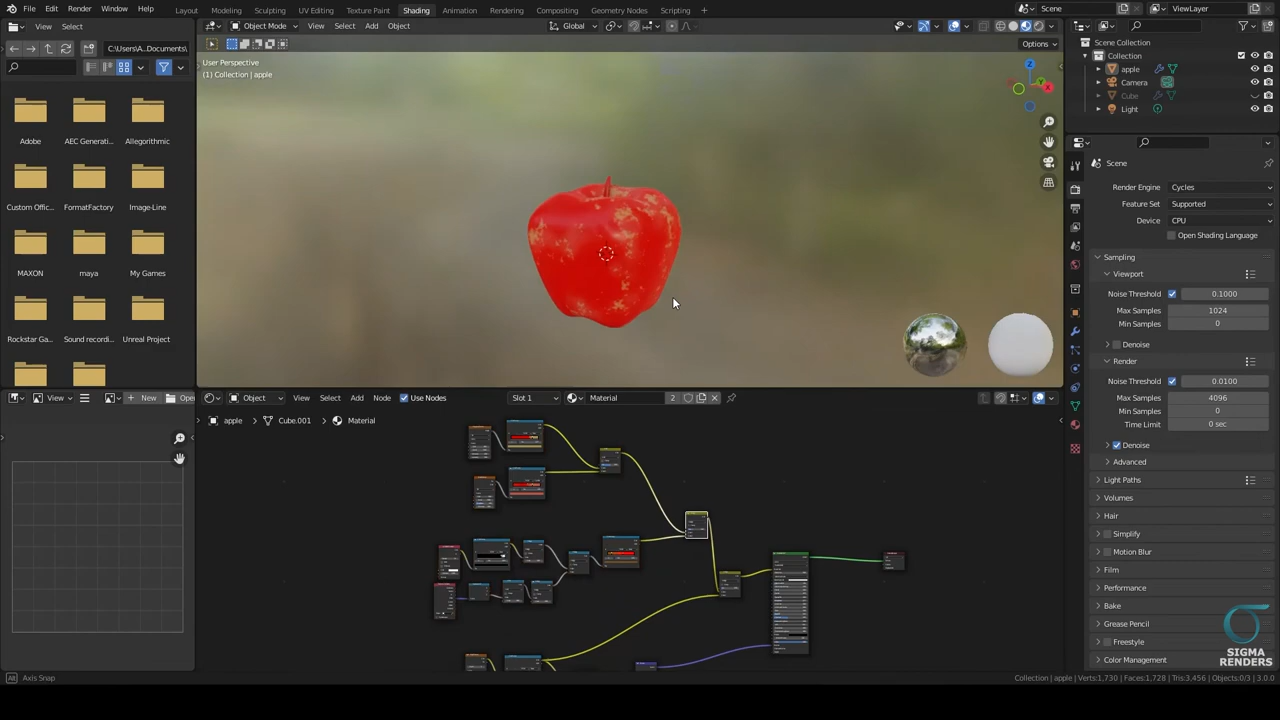 File Edit Render Window Help
Layout Sculpting UV Editing Texture Paint Shading Animation Rendering Compositing Geometry Nodes Scripting +
Scene
ViewLayer
View Select
C:\Users\A..Documents\
Object Mode View Select Add Object
Global
Options
User Perspective
(1) Collection | apple
Adobe
AEC Generati...
Allegorithmic
Custom Offic...
FormatFactory
Image-Line
MAXON
maya
My Games
Rockstar Ga...
Sound recordi...
Unreal Project
Z
Y
X
Scene Collection
Collection
apple
Camera
Cube
Light
Scene
Render Engine Cycles
Feature Set Supported
Device CPU
Open Shading Language
Sampling
Viewport
Noise Threshold 0.1000
Max Samples 1024
Min Samples 0
Denoise
Render
Noise Threshold 0.0100
Max Samples 4096
Min Samples 0
Time Limit 0 sec
Denoise
Advanced
Light Paths
Volumes
Hair
Simplify
Motion Blur
Film
Performance
Bake
Grease Pencil
Freestyle
Color Management
View
New
Ope
Object View Select Add Node Use Nodes Slot 1 Material 2
apple > Cube.001 > Material
SIGMA
RENDERS
Alt Axis Snap
Collection | apple | Verts:1,730 | Faces:1,728 | Tris:3,456 | Objects:0/3 | 3.0.0